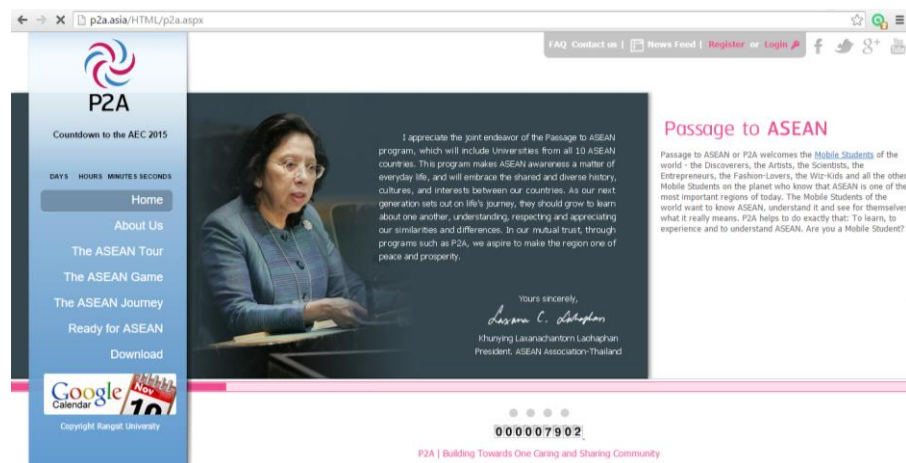 p2a.asia/HTML/p2a.aspx
FAQ Contact us | News Feed | Register or Login
P2A
Countdown to the AEC 2015
DAYS HOURS MINUTES SECONDS
Home
About Us
The ASEAN Tour
The ASEAN Game
The ASEAN Journey
Ready for ASEAN
Download
Google
Calendar
Nov
10
Copyright Rangsit University
I appreciate the joint endeavor of the Passage to ASEAN
program, which will include Universities from all 10 ASEAN
countries. This program makes ASEAN awareness a matter of
everyday life, and will embrace the shared and diverse history,
cultures, and interests between our countries. As our next
generation sets out on life's journey, they should grow to learn
about one another, understanding, respecting and appreciating
our similarities and differences. In our mutual trust, through
programs such as P2A, we aspire to make the region one of
peace and prosperity.
Yours sincerely,
Laxana C. Laohaphan
Khunying Laxanachantorn Laohaphan
President. ASEAN Association-Thailand
Passage to ASEAN
Passage to ASEAN or P2A welcomes the Mobile Students of the
world - the Discoverers, the Artists, the Scientists, the
Entrepreneurs, the Fashion-Lovers, the Wiz-Kids and all the other
Mobile Students on the planet who know that ASEAN is one of the
most important regions of today. The Mobile Students of the
world want to know ASEAN, understand it and see for themselves
what it really means. P2A helps to do exactly that: To learn, to
experience and to understand ASEAN. Are you a Mobile Student?
000007902
P2A | Building Towards One Caring and Sharing Community